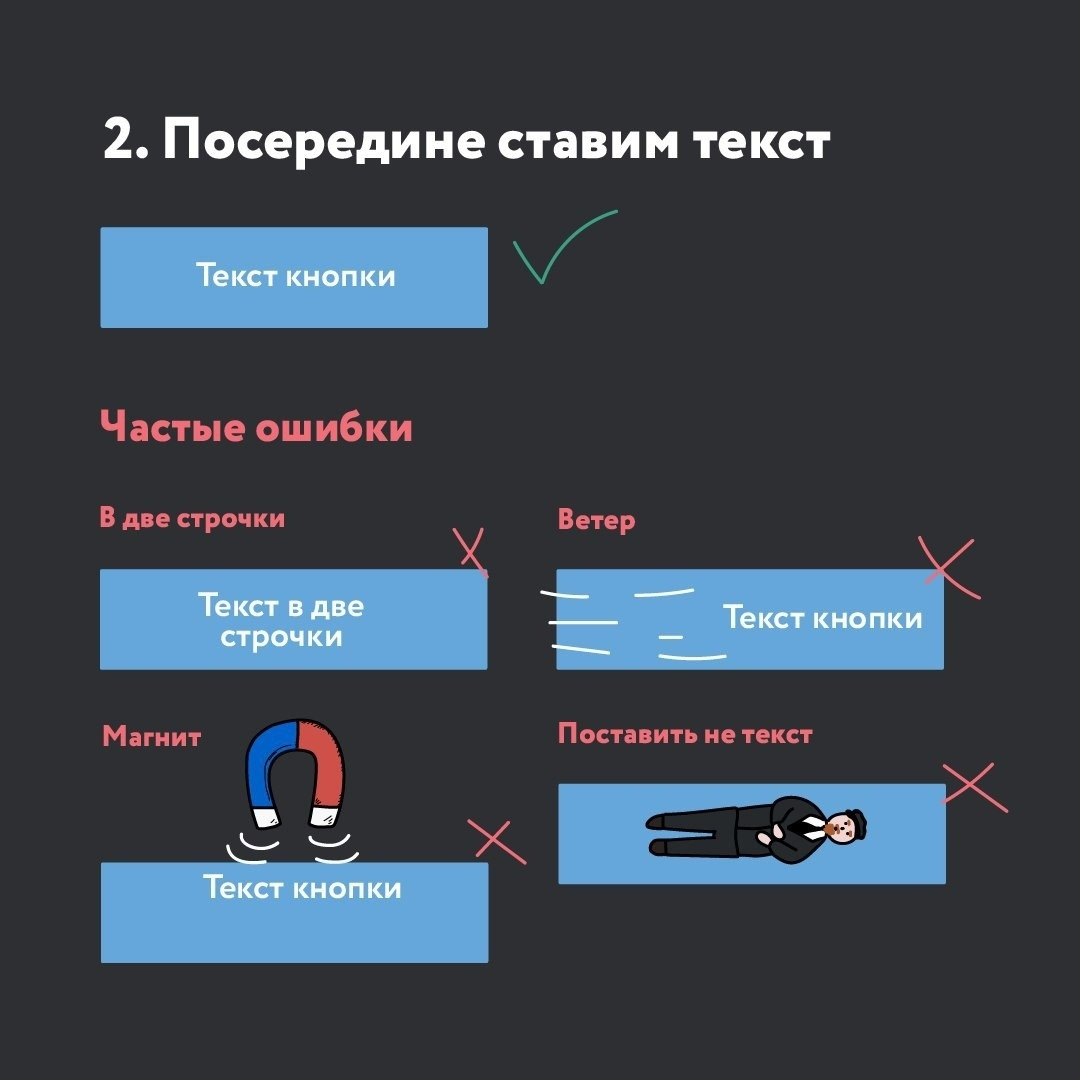 2. Посередине ставим текст
Текст кнопки
Частые ошибки
В две строчки
Текст в две
строчки
Ветер
Текст кнопки
Магнит
Текст кнопки
Поставить не текст